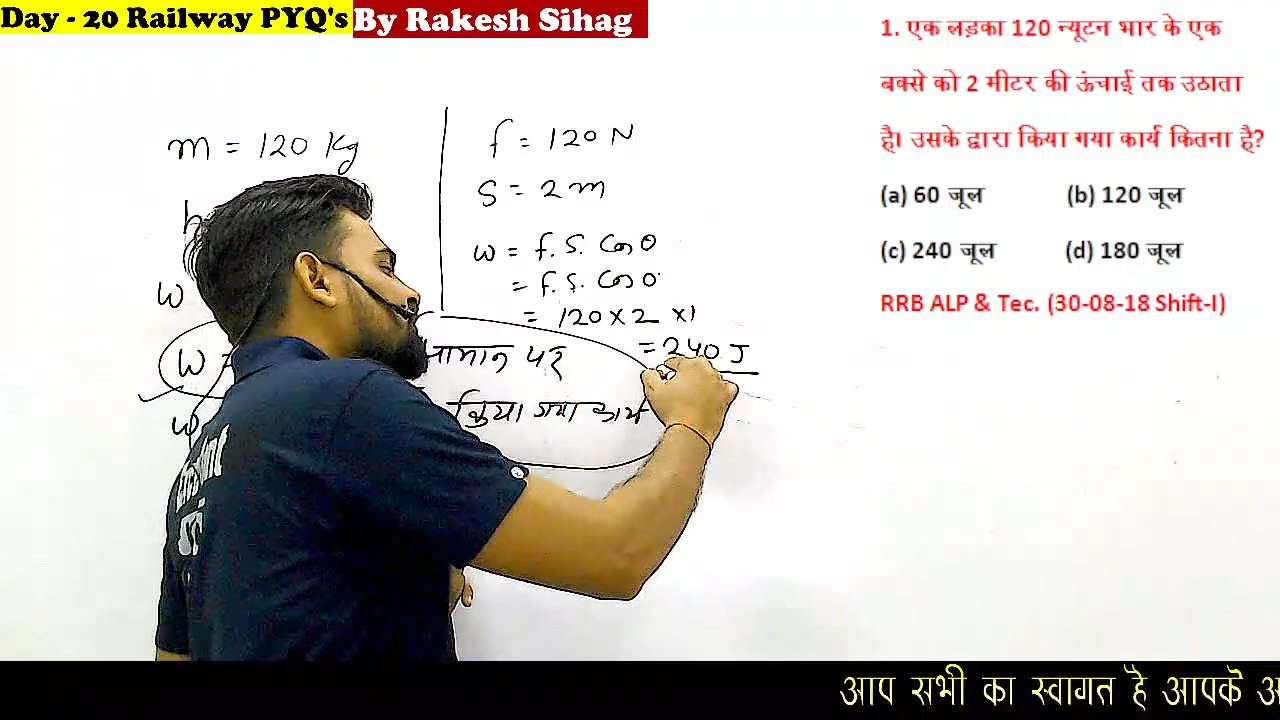 Day - 20 Railway PYQ's By Rakesh Sihag
1. एक लड़का 120 न्यूटन भार के एक
बक्से को 2 मीटर की ऊंचाई तक उठाता
है। उसके द्वारा किया गया कार्य कितना है?
(a) 60 जूल (b) 120 जूल
(c) 240 जूल (d) 180 जूल
RRB ALP & Tec. (30-08-18 Shift-I)
m = 120 Kg
h
w
w =
w
f = 120 N
S = 2 m
w = f. S. Cos θ
= f. S. Cos θ
= 120 × 2 × 1
= 240 J
पर
किया गया कार्य
आप सभी का स्वागत है आपके अ